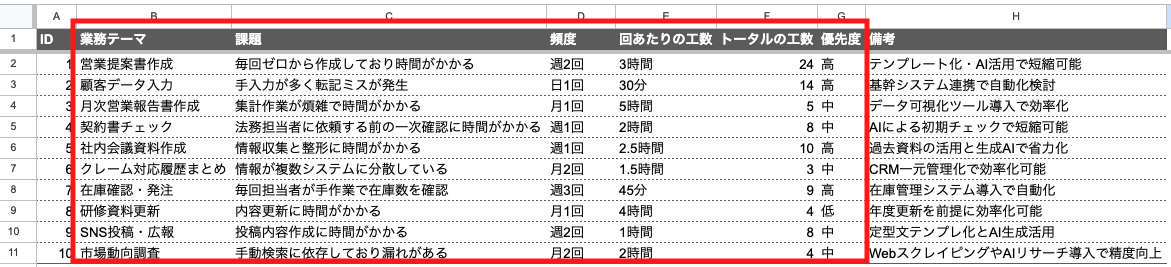 A B C D E F G H
1 ID 業務テーマ 課題 頻度 回あたりの工数 トータルの工数 優先度 備考
2 1 営業提案書作成 毎回ゼロから作成しており時間がかかる 週2回 3時間 24 高 テンプレート化・AI活用で短縮可能
3 2 顧客データ入力 手入力が多く転記ミスが発生 日1回 30分 14 高 基幹システム連携で自動化検討
4 3 月次営業報告書作成 集計作業が煩雑で時間がかかる 月1回 5時間 5 中 データ可視化ツール導入で効率化
5 4 契約書チェック 法務担当者に依頼する前の一次確認に時間がかかる 週1回 2時間 8 中 AIによる初期チェックで短縮可能
6 5 社内会議資料作成 情報収集と整形に時間がかかる 週1回 2.5時間 10 高 過去資料の活用と生成AIで省力化
7 6 クレーム対応履歴まとめ 情報が複数システムに分散している 月2回 1.5時間 3 中 CRM一元管理化で効率化可能
8 7 在庫確認・発注 毎回担当者が手作業で在庫数を確認 週3回 45分 9 高 在庫管理システム導入で自動化
9 8 研修資料更新 内容更新に時間がかかる 月1回 4時間 4 低 年度更新を前提に効率化可能
10 9 SNS投稿・広報 投稿内容作成に時間がかかる 週2回 1時間 8 中 定型文テンプレ化とAI生成活用
11 10 市場動向調査 手動検索に依存しており漏れがある 月2回 2時間 4 中 WebスクレイピングやAIリサーチ導入で精度向上